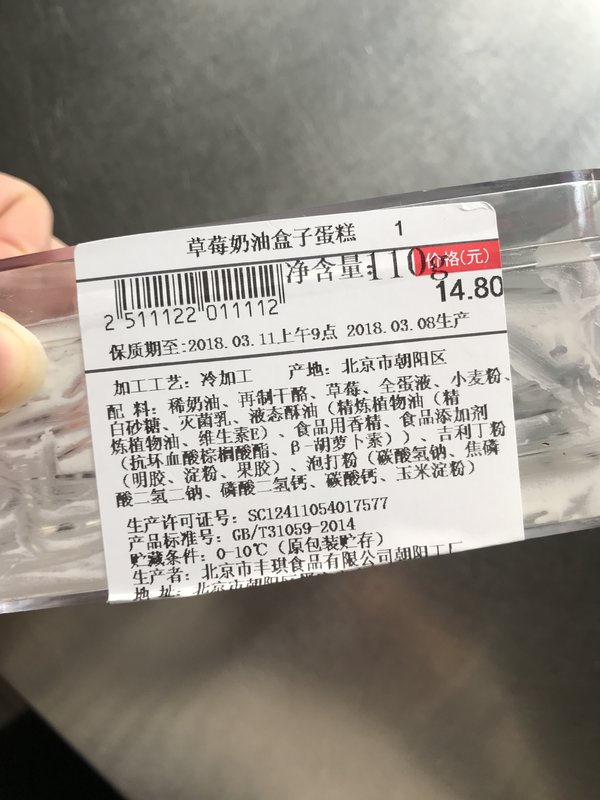 草莓奶油盒子蛋糕 1
净含量:110g 价格(元)
14.80
2 511122 011112
保质期至:2018.03.11上午9点 2018.03.08生产
加工工艺: 冷加工 产地: 北京市朝阳区
配 料: 稀奶油、再制干酪、草莓、全蛋液、小麦粉、
白砂糖、灭菌乳、液态酥油(精炼植物油(精
炼植物油、维生素E)、食品用香精、食品添加剂
(抗坏血酸棕榈酸酯、β-胡萝卜素))、吉利丁粉
(明胶、淀粉、果胶)、泡打粉(碳酸氢钠、焦磷
酸二氢二钠、磷酸二氢钙、碳酸钙、玉米淀粉)
生产许可证号: SC12411054017577
产品标准号: GB/T31059-2014
贮藏条件: 0-10℃ (原包装贮存)
生产者: 北京市丰琪食品有限公司朝阳工厂
地 址: 北京市朝阳区